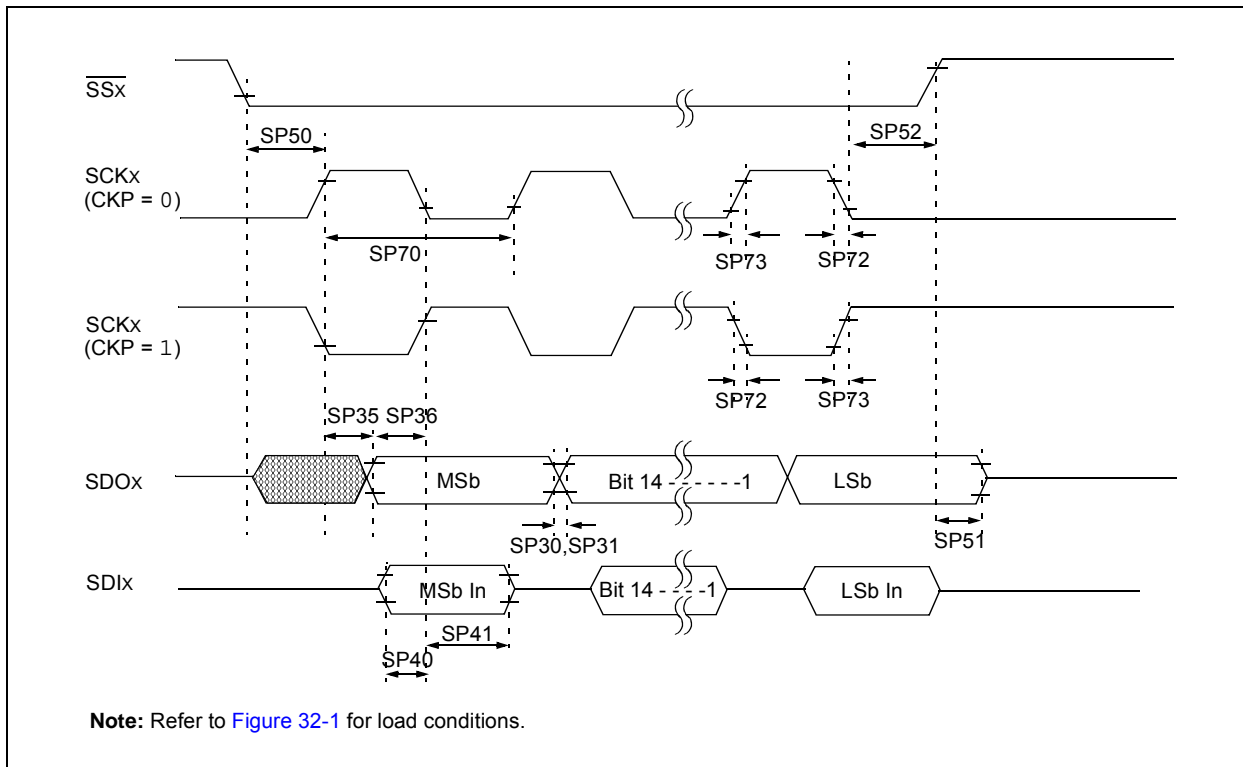 SSx
SP50
SP52
SCKx
(CKP = 0)
SP70
SP73
SP72
SCKx
(CKP = 1)
SP72
SP73
SP35 SP36
SDOx
MSb
Bit 14 - - - - - -1
LSb
SP30,SP31
SP51
SDIx
MSb In
Bit 14 - - - -1
LSb In
SP41
SP40
Note: Refer to Figure 32-1 for load conditions.